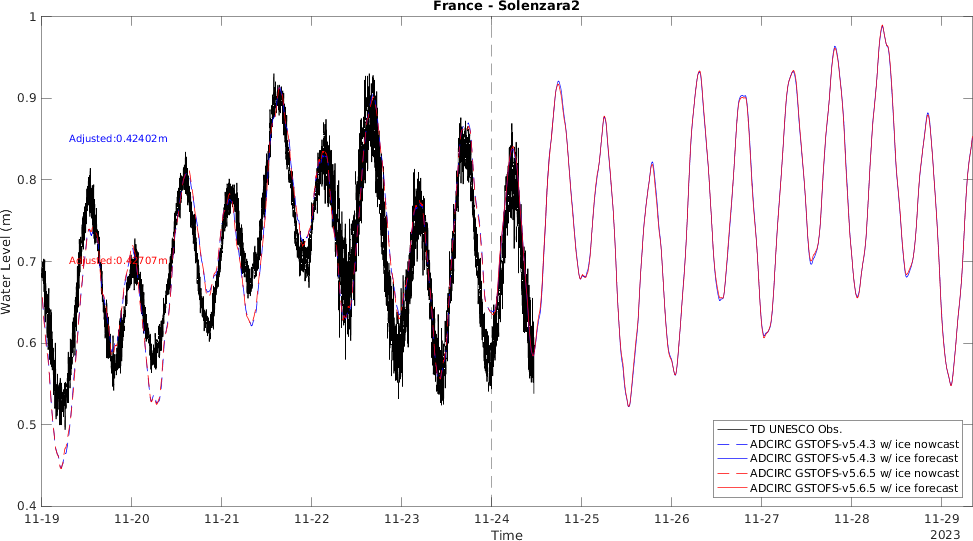 France - Solenzara2
1
0.9
0.8
0.7
0.6
0.5
0.4
Water Level (m)
Adjusted:0.42402m
Adjusted:0.42707m
TD UNESCO Obs.
ADCIRC GSTOFS-v5.4.3 w/ ice nowcast
ADCIRC GSTOFS-v5.4.3 w/ ice forecast
ADCIRC GSTOFS-v5.6.5 w/ ice nowcast
ADCIRC GSTOFS-v5.6.5 w/ ice forecast
11-19 11-20 11-21 11-22 11-23 11-24 11-25 11-26 11-27 11-28 11-29
Time 2023